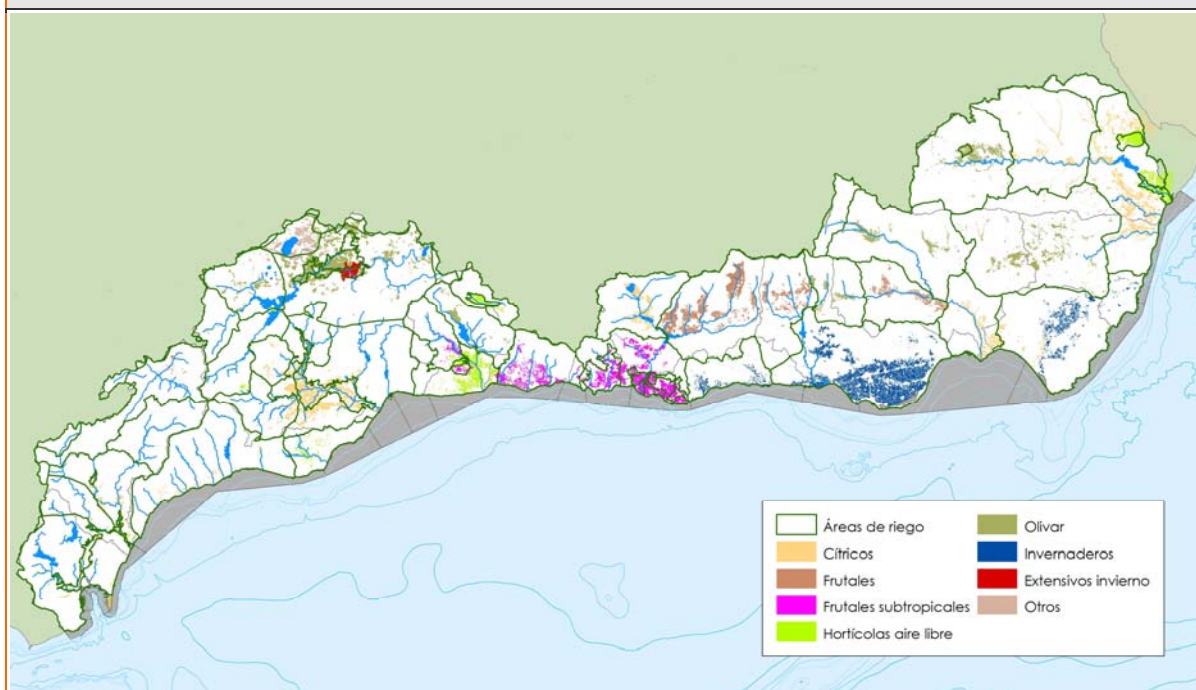 Áreas de riego
Cítricos
Frutales
Frutales subtropicales
Hortícolas aire libre
Olivar
Invernaderos
Extensivos invierno
Otros